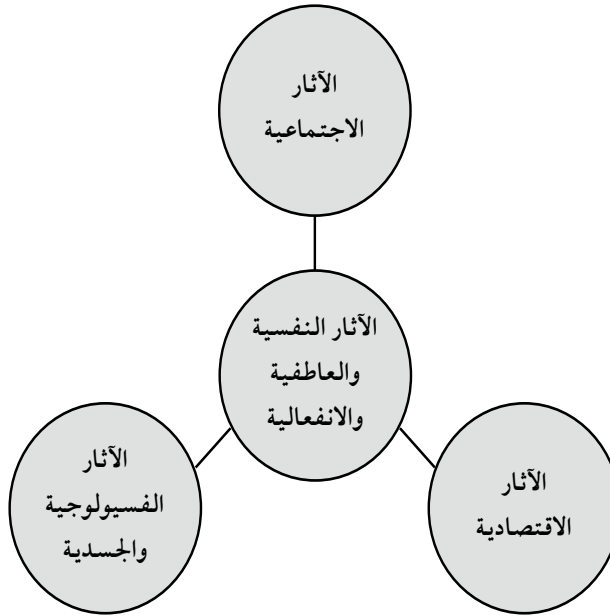 الآثار
الاجتماعية
الآثار النفسية
والعاطفية
والانفعالية
الآثار
الاقتصادية
الآثار
الفسيولوجية
والجسدية